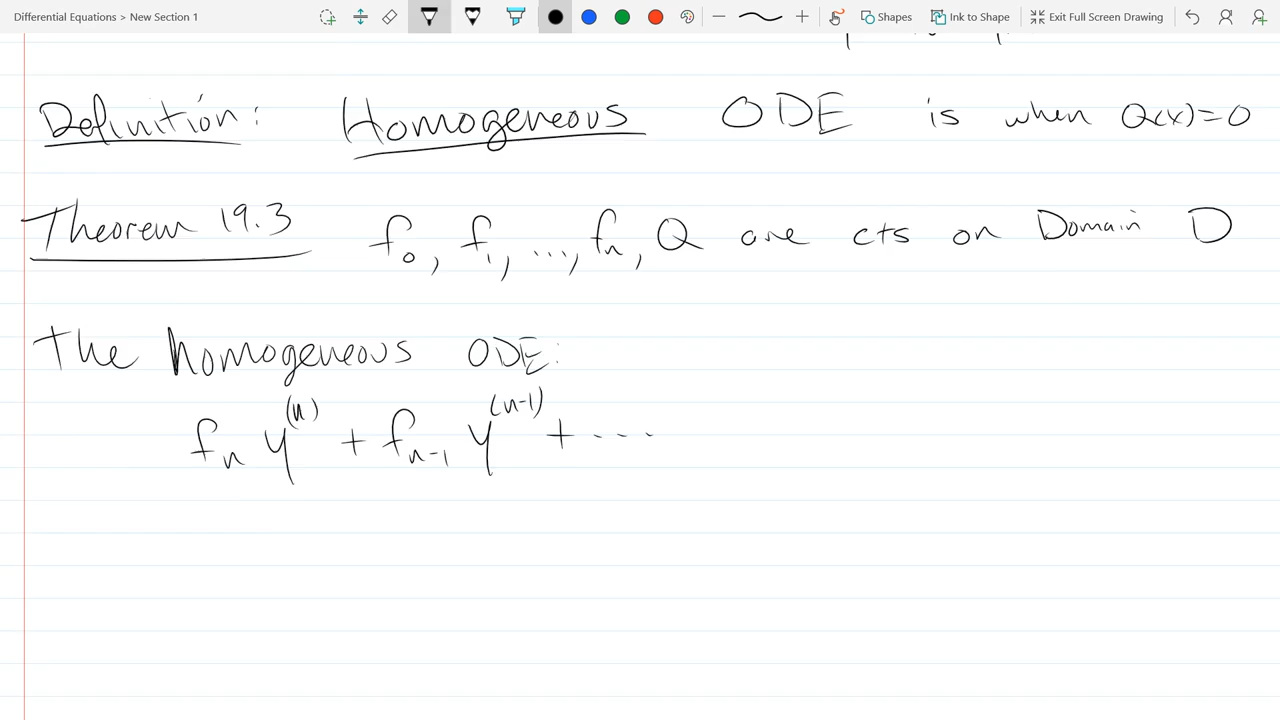 Differential Equations > New Section 1
Shapes
Ink to Shape
Exit Full Screen Drawing
Definition: Homogeneous ODE is when Q(x)=0
Theorem 19.3 f₀, f₁, ..., fₙ, Q are cts on Domain D
The homogeneous ODE:
fₙ y⁽ⁿ⁾ + fₙ₋₁ y⁽ⁿ⁻¹⁾ + ...